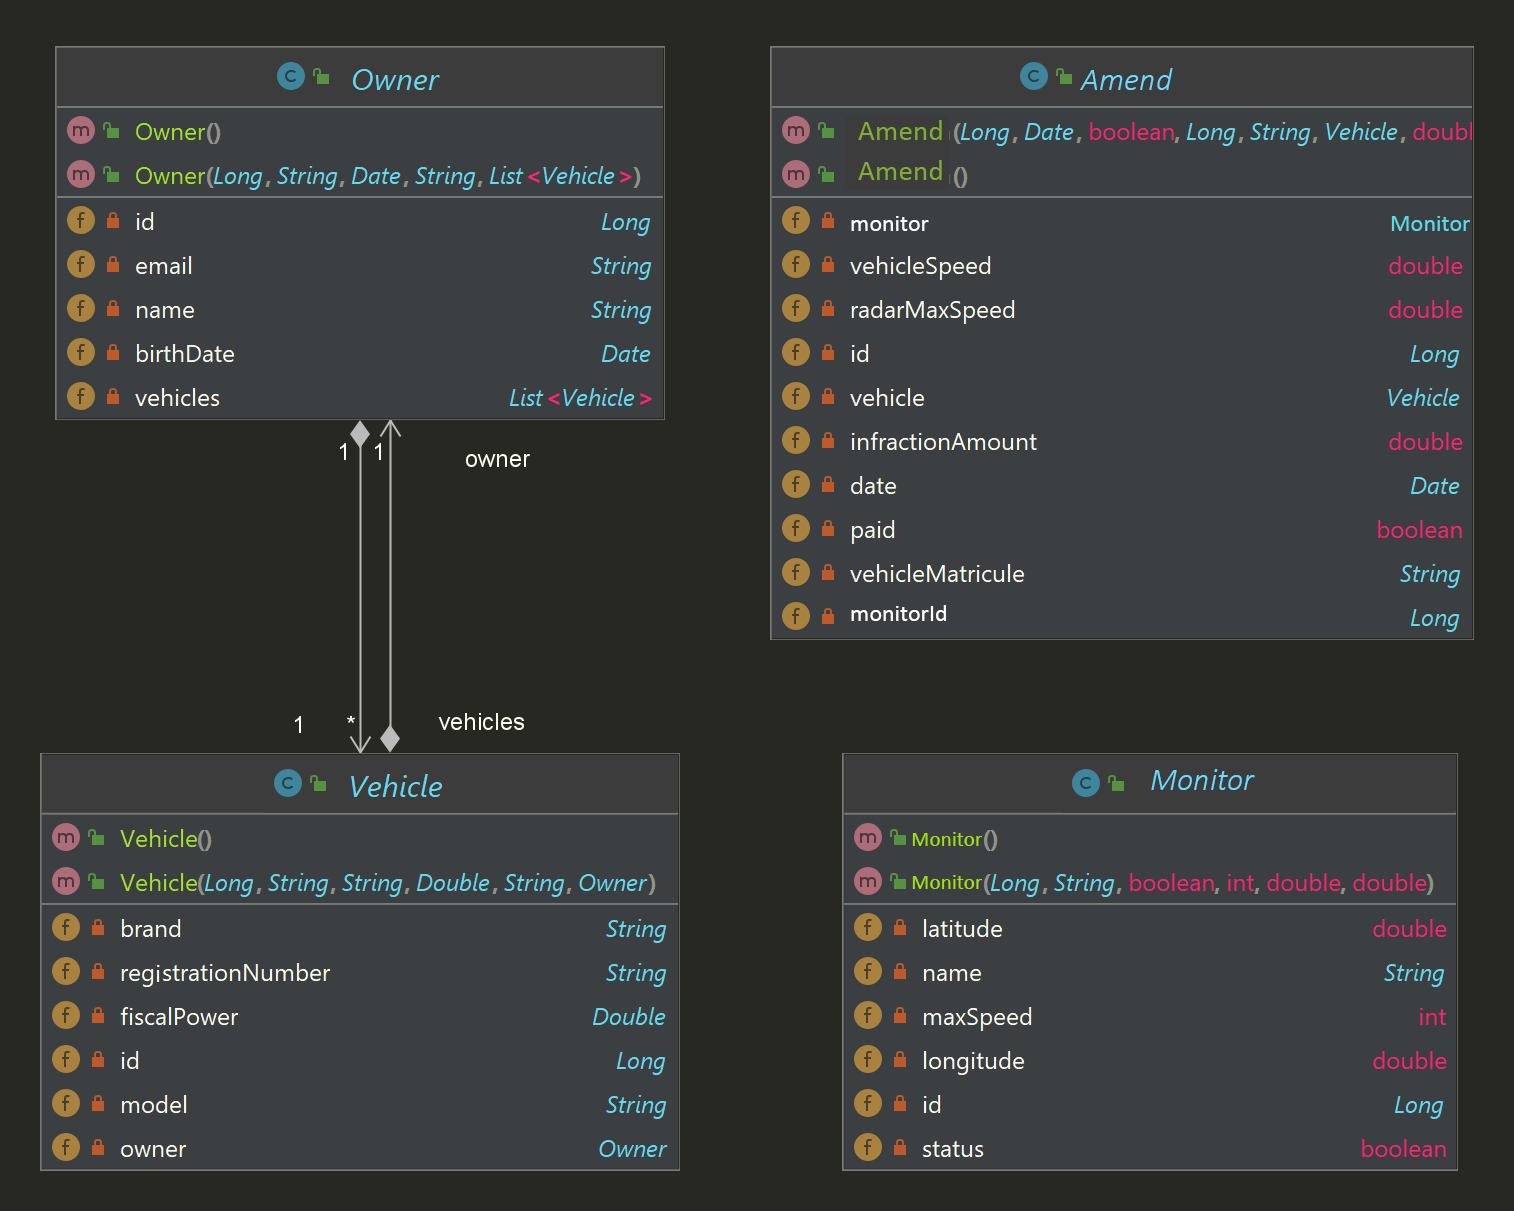 Owner
Owner()
Owner(Long, String, Date, String, List<Vehicle>)
id Long
email String
name String
birthDate Date
vehicles List<Vehicle>
1 1 owner
1 * vehicles
Vehicle
Vehicle()
Vehicle(Long, String, String, Double, String, Owner)
brand String
registrationNumber String
fiscalPower Double
id Long
model String
owner Owner
Amend
Amend (Long, Date, boolean, Long, String, Vehicle, doubl
Amend ()
monitor Monitor
vehicleSpeed double
radarMaxSpeed double
id Long
vehicle Vehicle
infractionAmount double
date Date
paid boolean
vehicleMatricule String
monitorId Long
Monitor
Monitor()
Monitor(Long, String, boolean, int, double, double)
latitude double
name String
maxSpeed int
longitude double
id Long
status boolean